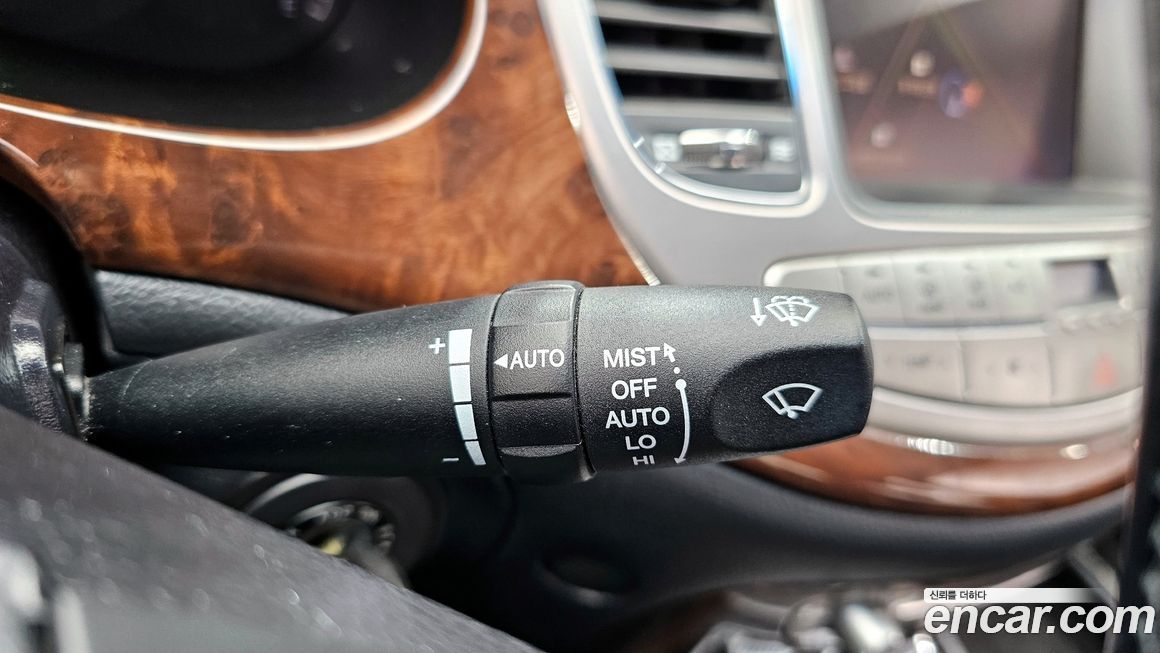 +
◄AUTO
MIST
OFF
AUTO
LO
HI
-
신뢰를 더하다
encar.com